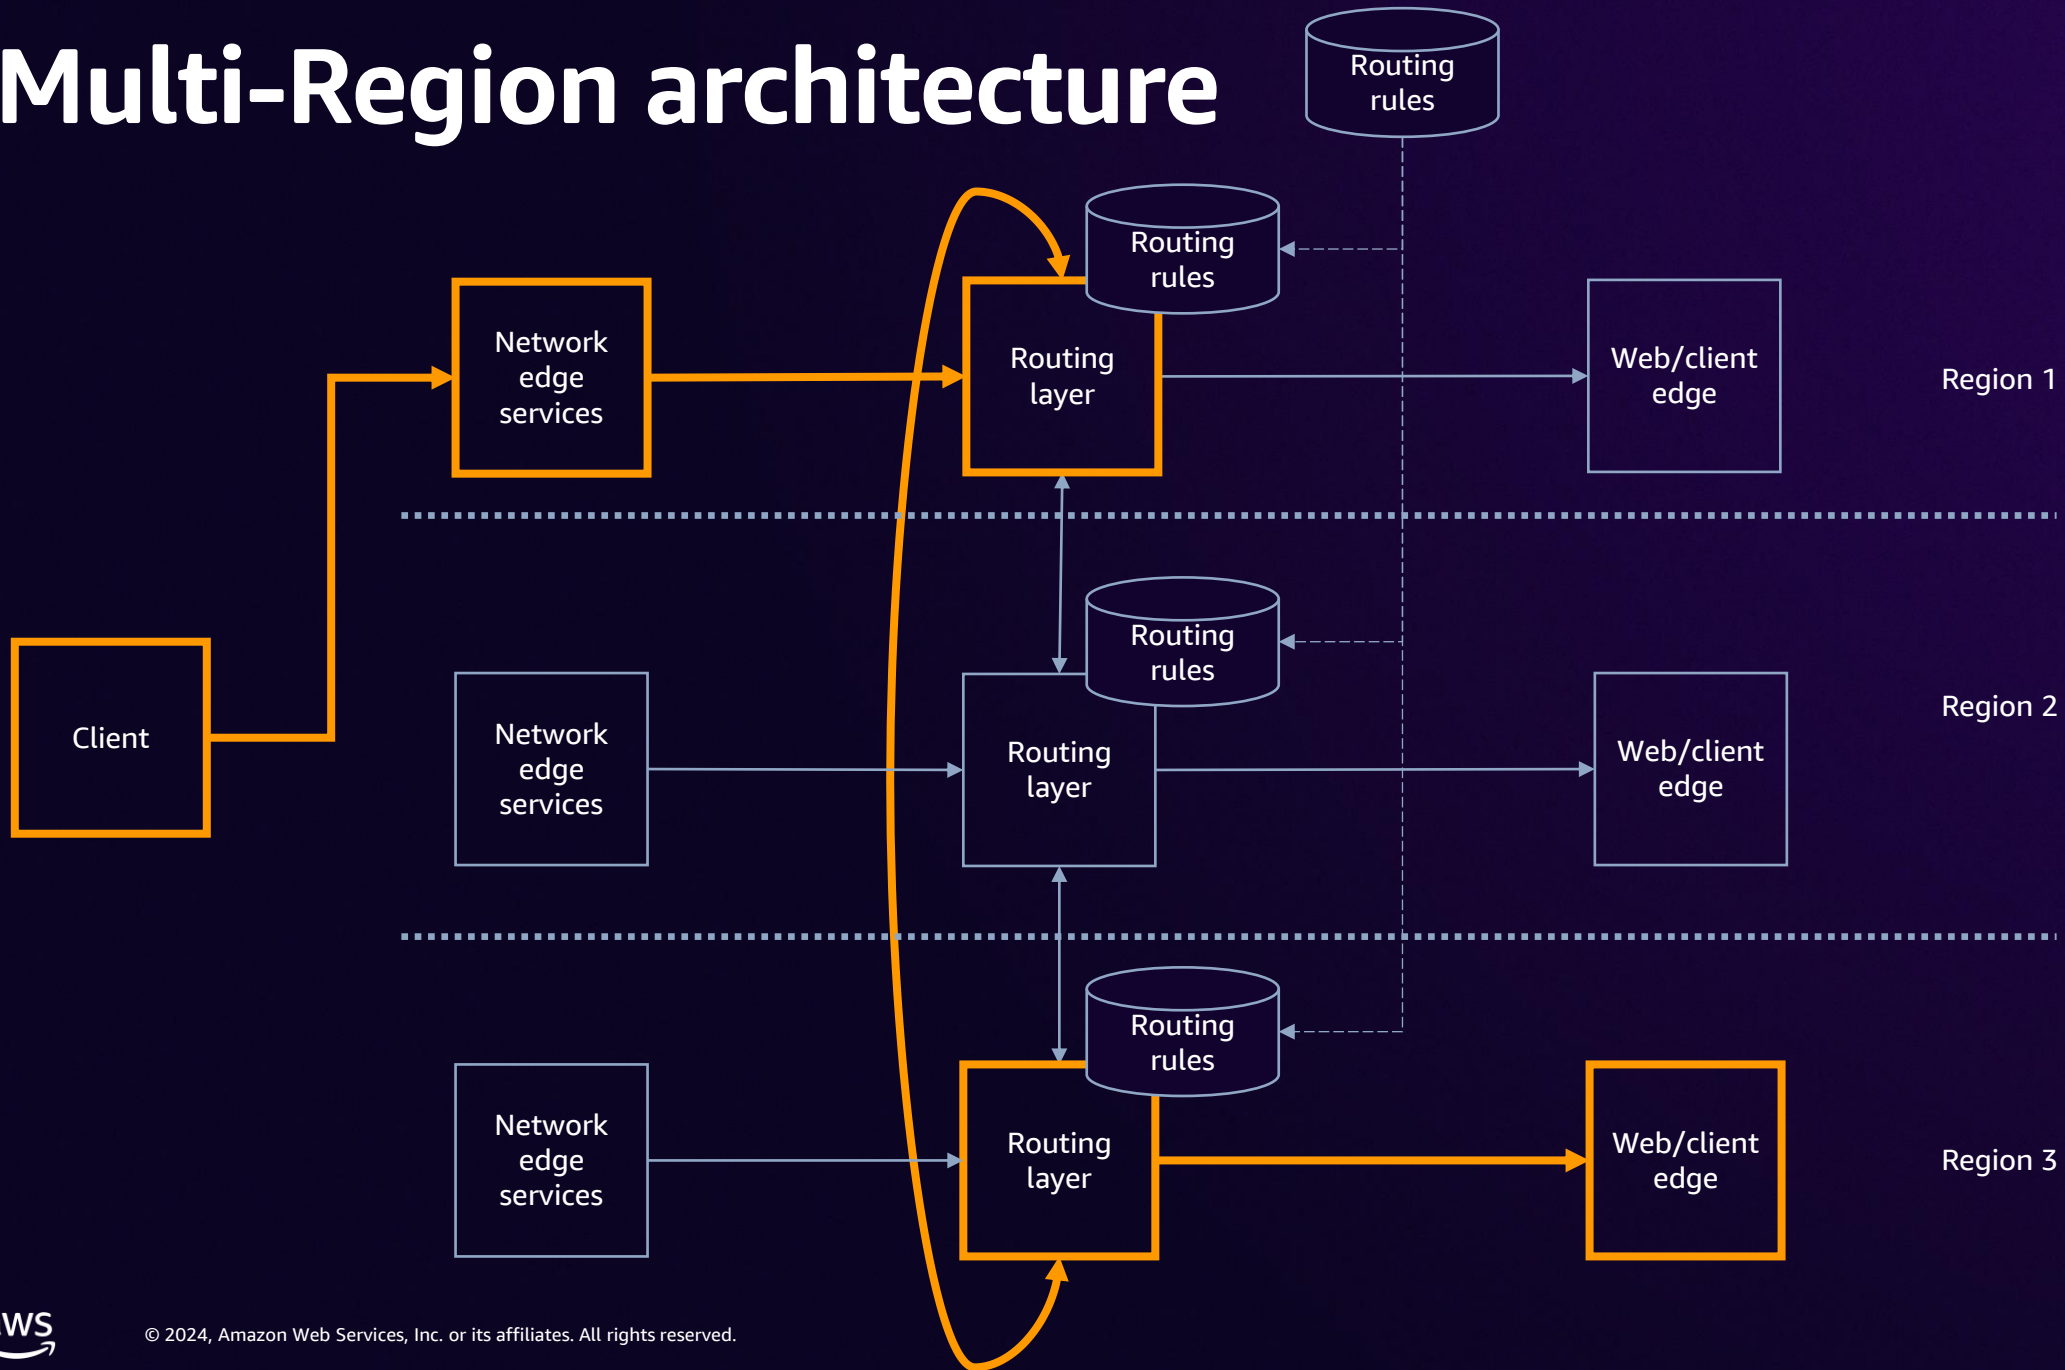 Multi-Region architecture
Routing
rules
Routing
rules
Network
edge
services
Routing
layer
Web/client
edge
Region 1
Routing
rules
Client
Network
edge
services
Routing
layer
Web/client
edge
Region 2
Routing
rules
Network
edge
services
Routing
layer
Web/client
edge
Region 3
aws
© 2024, Amazon Web Services, Inc. or its affiliates. All rights reserved.